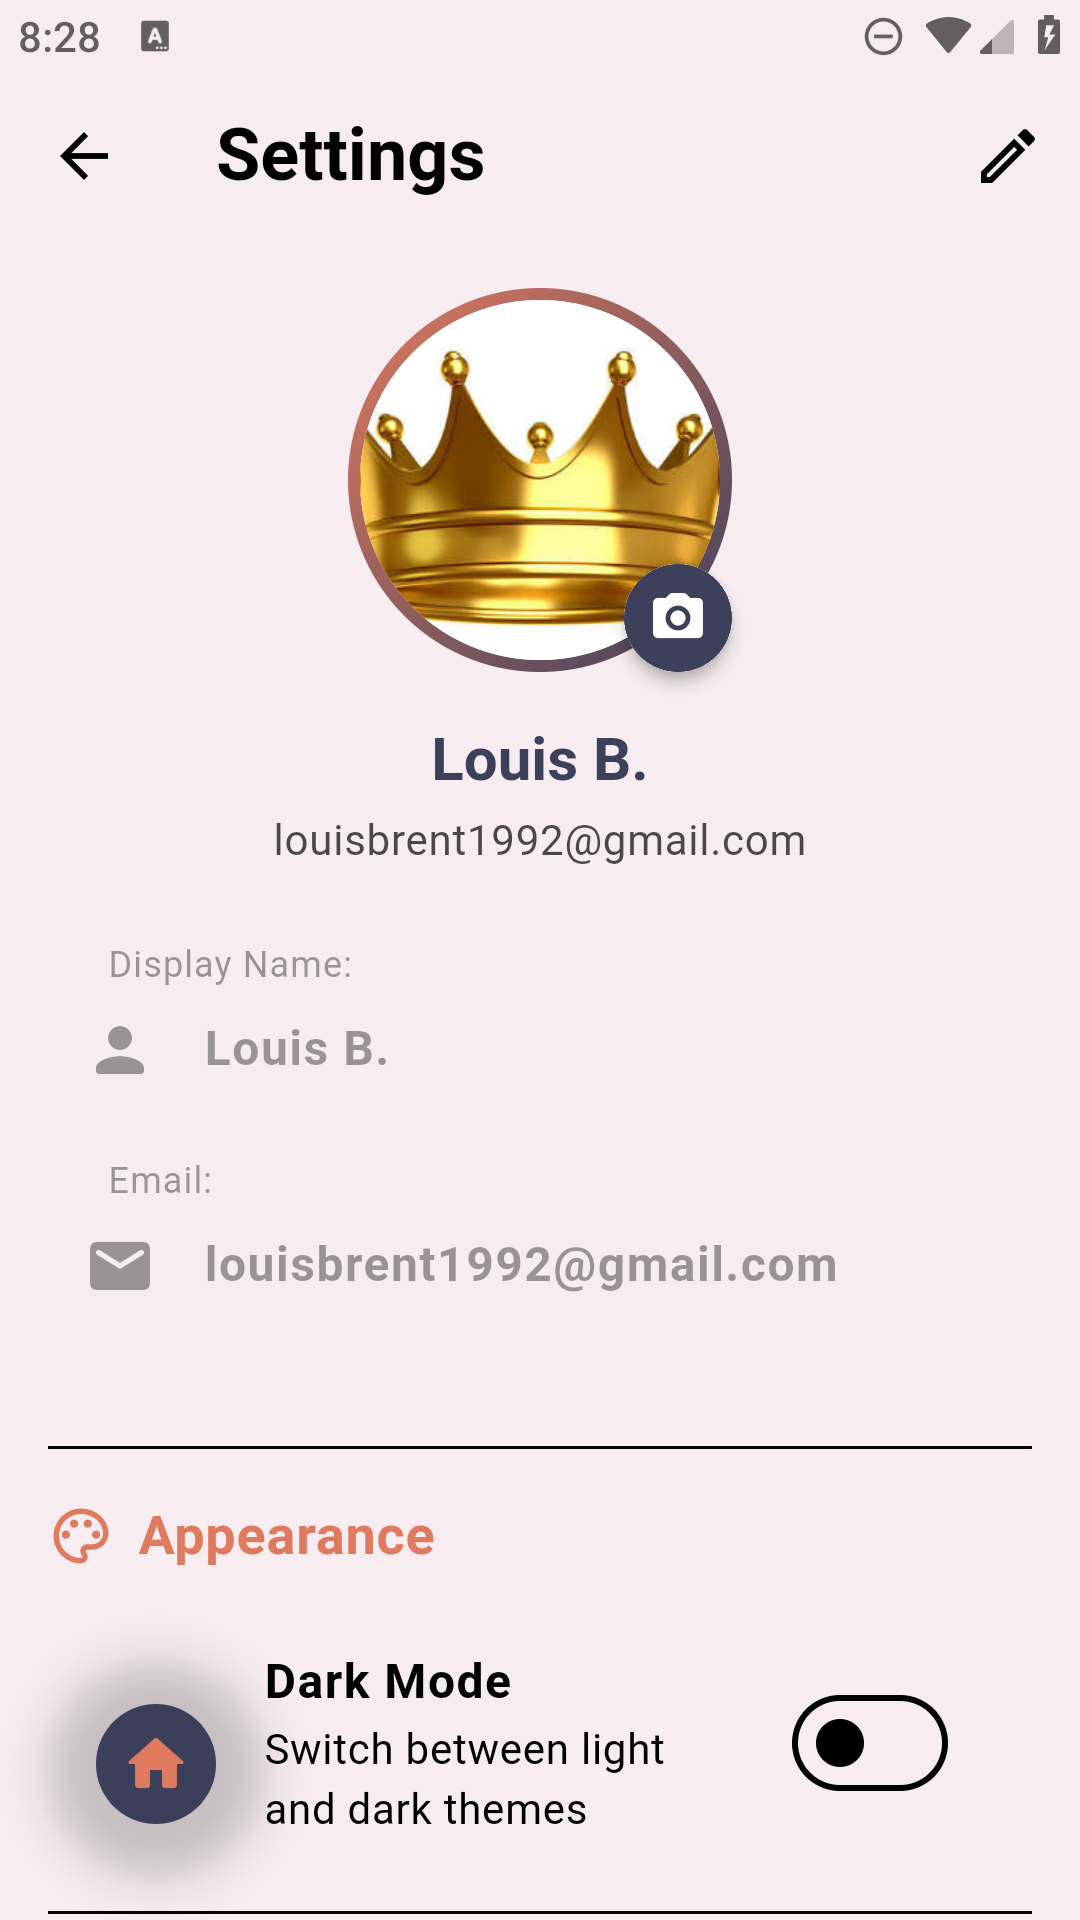 8:28
Settings
Louis B.
louisbrent1992@gmail.com
Display Name:
Louis B.
Email:
louisbrent1992@gmail.com
Appearance
Dark Mode
Switch between light
and dark themes